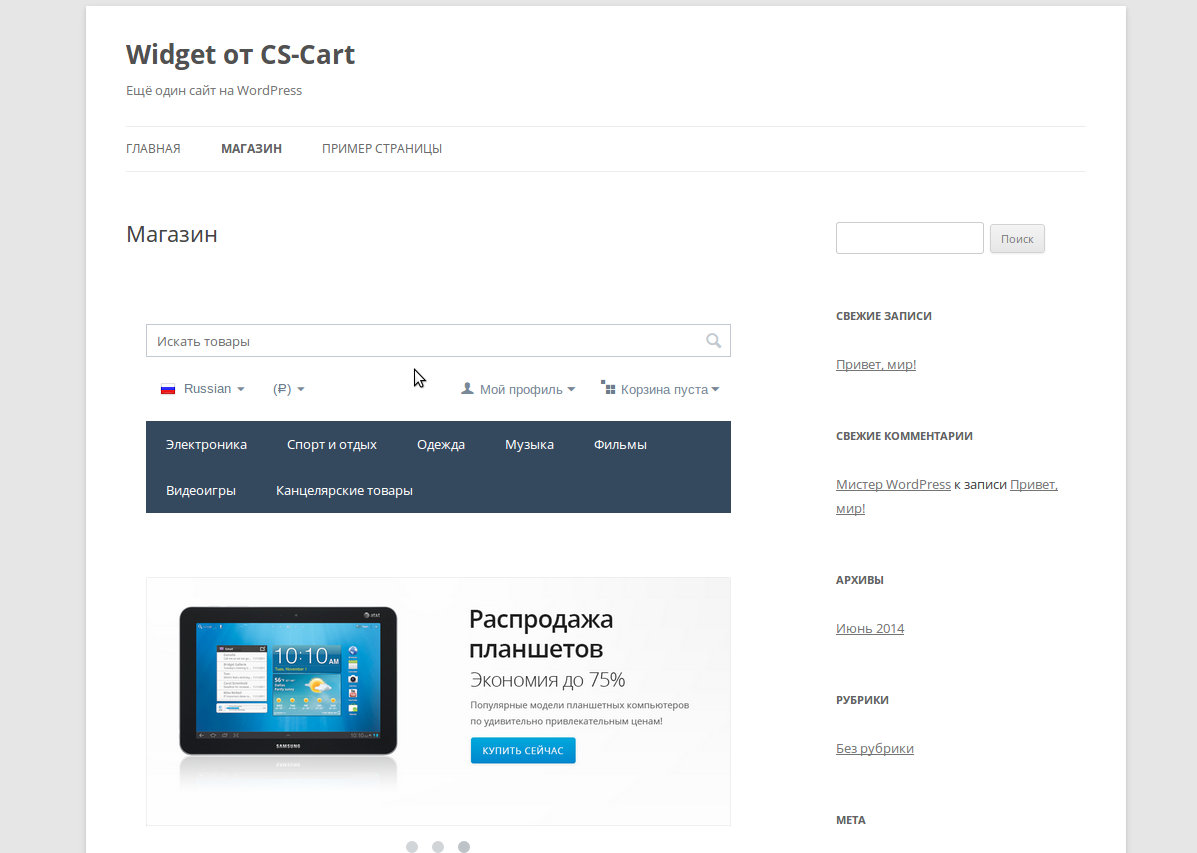 Widget от CS-Cart
Ещё один сайт на WordPress
ГЛАВНАЯ МАГАЗИН ПРИМЕР СТРАНИЦЫ
Магазин
Искать товары
Russian (₽) Мой профиль Корзина пуста
Электроника Спорт и отдых Одежда Музыка Фильмы
Видеоигры Канцелярские товары
at&t
10:10 AM
SAMSUNG
Распродажа
планшетов
Экономия до 75%
Популярные модели планшетных компьютеров
по удивительно привлекательным ценам!
КУПИТЬ СЕЙЧАС
Поиск
СВЕЖИЕ ЗАПИСИ
Привет, мир!
СВЕЖИЕ КОММЕНТАРИИ
Мистер WordPress к записи Привет,
мир!
АРХИВЫ
Июнь 2014
РУБРИКИ
Без рубрики
МЕТА